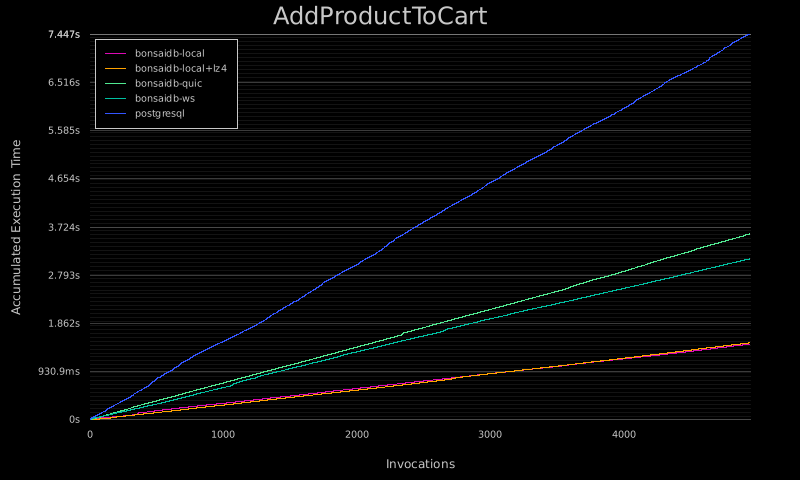 AddProductToCart
7.447s
6.516s
5.585s
4.654s
3.724s
2.793s
1.862s
930.9ms
0s
bonsaidb-local
bonsaidb-local+lz4
bonsaidb-quic
bonsaidb-ws
postgresql
Accumulated Execution Time
0 1000 2000 3000 4000
Invocations